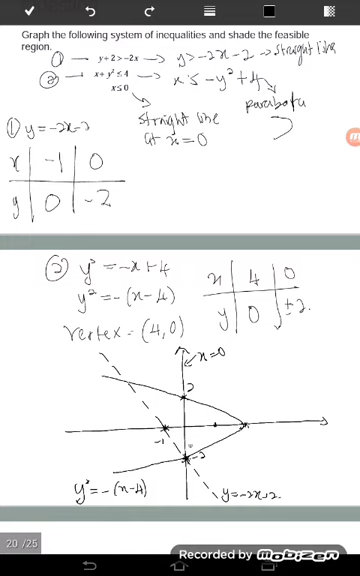 Graph the following system of inequalities and shade the feasible
region.
① → y+2 > -2x → y > -2x - 2 → straight line
② → x + y² ≤ 4 → x ≤ -y² + 4
x ≤ 0
parabola
straight line
at x = 0
① y = -2x - 2
x | -1 | 0
y | 0 | -2
② y² = -x + 4
y² = -(x - 4)
vertex = (4, 0)
x | 4 | 0
y | 0 | ±2
x = 0
2
-1
-2
y² = -(x - 4)
y = -2x - 2
20 /25
Recorded by Mobizen